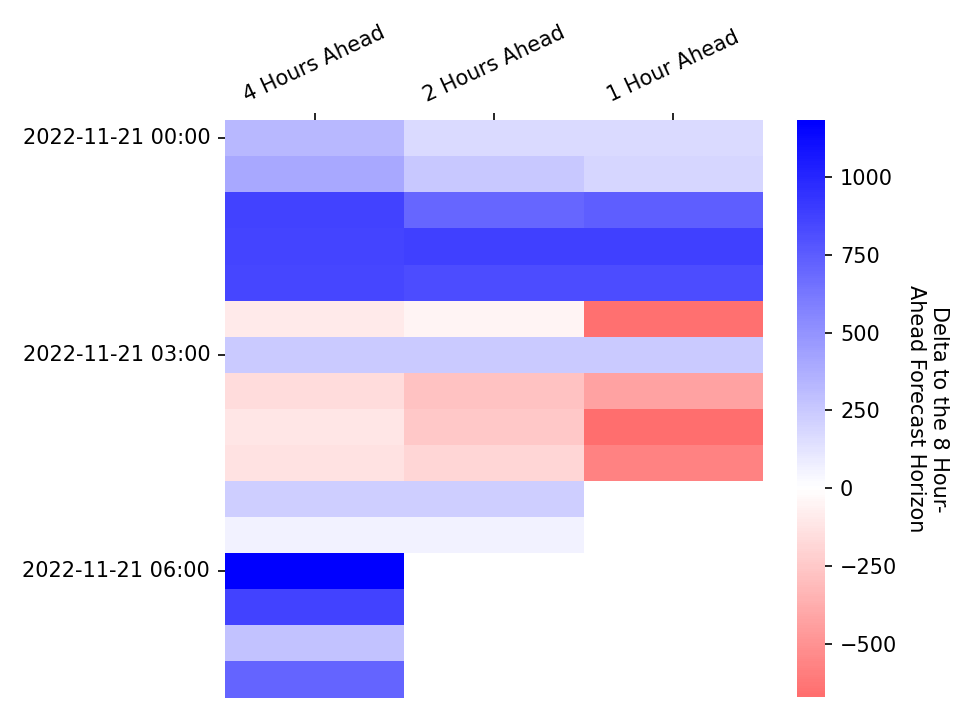 4 Hours Ahead
2 Hours Ahead
1 Hour Ahead
2022-11-21 00:00
2022-11-21 03:00
2022-11-21 06:00
1000
750
500
250
0
−250
−500
Delta to the 8 Hour-
Ahead Forecast Horizon